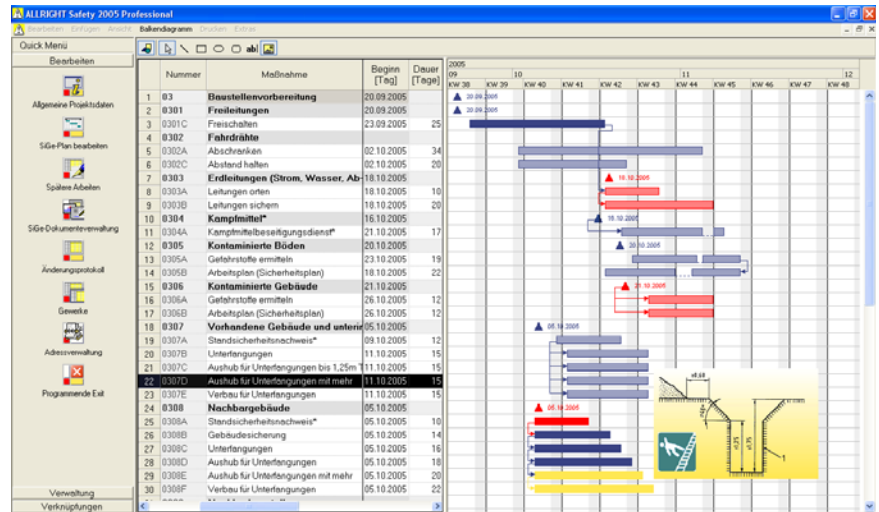 ALLRIGHT Safety 2005 Professional
Bearbeiten Einfügen Ansicht Balkendiagramm Drucken Extras
Quick Menü
Bearbeiten
Allgemeine Projektdaten
SiGe-Plan bearbeiten
Spätere Arbeiten
SiGe-Dokumenteverwaltung
Änderungsprotokoll
Gewerke
Adressverwaltung
Programmende Exit
Verwaltung
Verknüpfungen
abl
Nummer Maßnahme Beginn [Tag] Dauer [Tage]
1 03 Baustellenvorbereitung 20.09.2005
2 0301 Freileitungen 20.09.2005
3 0301C Freischalten 23.09.2005 25
4 0302 Fahrdrähte
5 0302A Abschranken 02.10.2005 34
6 0302C Abstand halten 02.10.2005 20
7 0303 Erdleitungen (Strom, Wasser, Ab- 18.10.2005
8 0303A Leitungen orten 18.10.2005 10
9 0303B Leitungen sichern 18.10.2005 20
10 0304 Kampfmittel* 16.10.2005
11 0304A Kampfmittelbeseitigungsdienst* 21.10.2005 17
12 0305 Kontaminierte Böden 20.10.2005
13 0305A Gefahrstoffe ermitteln 23.10.2005 19
14 0305B Arbeitsplan (Sicherheitsplan) 18.10.2005 22
15 0306 Kontaminierte Gebäude 21.10.2005
16 0306A Gefahrstoffe ermitteln 26.10.2005 12
17 0306B Arbeitsplan (Sicherheitsplan) 26.10.2005 12
18 0307 Vorhandene Gebäude und unterir 05.10.2005
19 0307A Standsicherheitsnachweis* 09.10.2005 12
20 0307B Unterfangungen 11.10.2005 15
21 0307C Aushub für Unterfangungen bis 1,25m T 11.10.2005 15
22 0307D Aushub für Unterfangungen mit mehr 11.10.2005 15
23 0307E Verbau für Unterfangungen 11.10.2005 15
24 0308 Nachbargebäude 05.10.2005
25 0308A Standsicherheitsnachweis* 05.10.2005 10
26 0308B Gebäudesicherung 05.10.2005 14
27 0308C Unterfangungen 05.10.2005 16
28 0308D Aushub für Unterfangungen 05.10.2005 18
29 0308E Aushub für Unterfangungen mit mehr 05.10.2005 20
30 0308F Verbau für Unterfangungen 05.10.2005 22
2005
09 10 11 12
KW 38 KW 39 KW 40 KW 41 KW 42 KW 43 KW 44 KW 45 KW 46 KW 47 KW 48
20.09.2005
20.09.2005
18.10.2005
20.10.2005
21.10.2005
05.10.2005
05.10.2005
≥0,60
1